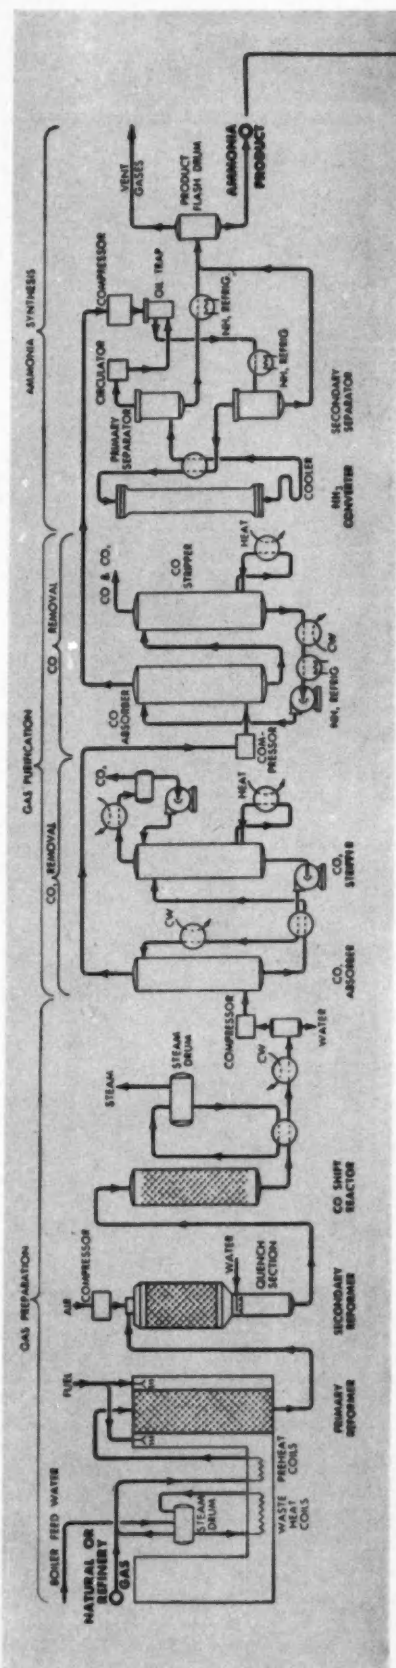 GAS PREPARATION
GAS PURIFICATION
AMMONIA SYNTHESIS
CO₂ REMOVAL
CO REMOVAL
BOILER FEED WATER
NATURAL OR
REFINERY
GAS
STEAM
DRUM
WASTE
HEAT
COILS
PREHEAT
COILS
FUEL
PRIMARY
REFORMER
AIR
COMPRESSOR
WATER
QUENCH
SECTION
SECONDARY
REFORMER
CO SHIFT
REACTOR
STEAM
STEAM
DRUM
CW
WATER
COMPRESSOR
CO₂
ABSORBER
CW
CO₂
HEAT
CO₂
STRIPPER
COM-
PRESSOR
CO
ABSORBER
CO & CO₂
CO
STRIPPER
HEAT
CW
NH₃ REFRIG
NH₃
CONVERTER
COOLER
PRIMARY
SEPARATOR
CIRCULATOR
COMPRESSOR
OIL TRAP
NH₃ REFRIG.
NH₃ REFRIG
SECONDARY
SEPARATOR
VENT
GASES
PRODUCT
FLASH DRUM
AMMONIA
PRODUCT